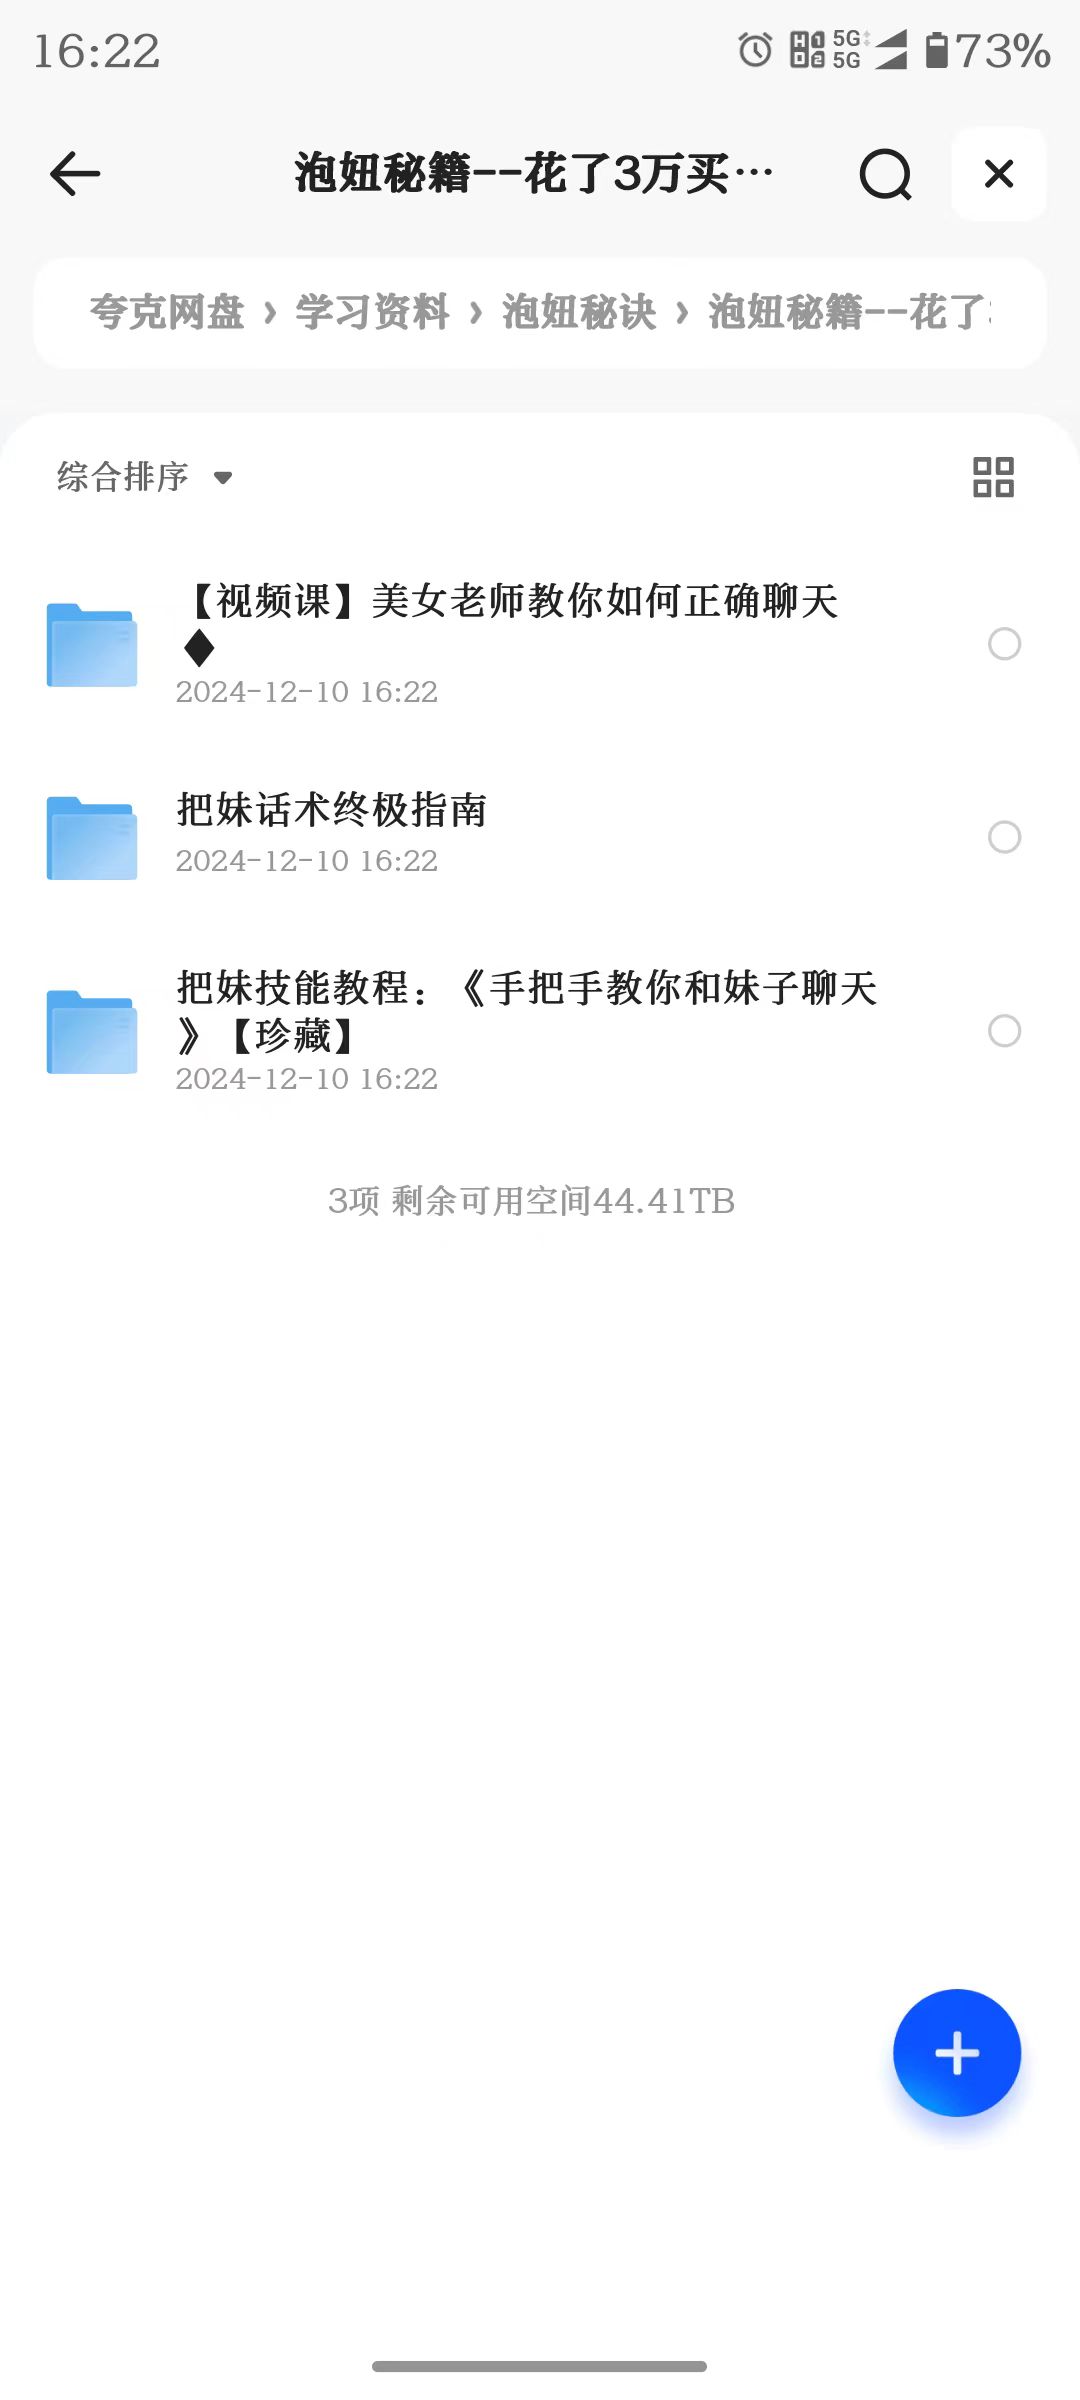 16:22
5G
5G
73%
泡妞秘籍--花了3万买…
夸克网盘 › 学习资料 › 泡妞秘诀 › 泡妞秘籍--花了
综合排序
【视频课】美女老师教你如何正确聊天
♦
2024-12-10 16:22
把妹话术终极指南
2024-12-10 16:22
把妹技能教程：《手把手教你和妹子聊天
》【珍藏】
2024-12-10 16:22
3项 剩余可用空间44.41TB